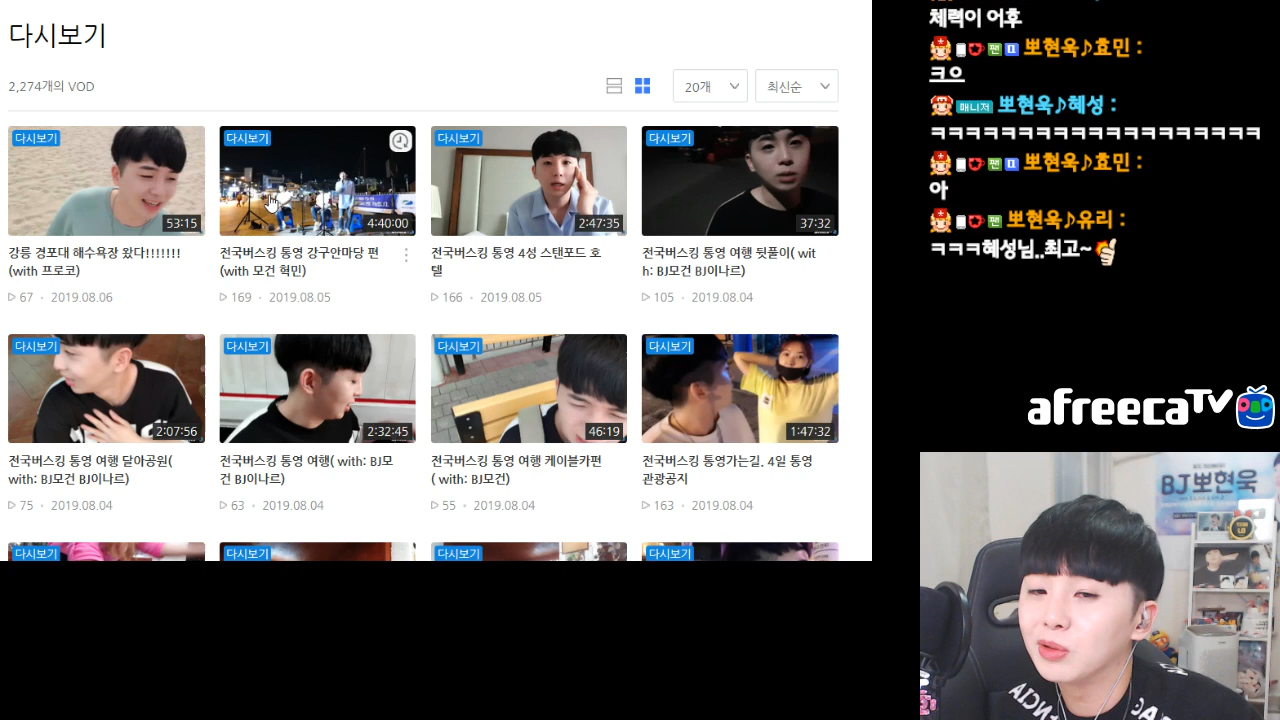 다시보기
2,274개의 VOD
20개
최신순
다시보기
53:15
강릉 경포대 해수욕장 왔다!!!!!!!
(with 프로코)
67 · 2019.08.06
다시보기
4:40:00
전국버스킹 통영 강구안마당 편
(with 모건 혁민)
169 · 2019.08.05
다시보기
2:47:35
전국버스킹 통영 4성 스탠포드 호
텔
166 · 2019.08.05
다시보기
37:32
전국버스킹 통영 여행 뒷풀이( wit
h: BJ모건 BJ이나르)
105 · 2019.08.04
다시보기
2:07:56
전국버스킹 통영 여행 달아공원(
with: BJ모건 BJ이나르)
75 · 2019.08.04
다시보기
2:32:45
전국버스킹 통영 여행( with: BJ모
건 BJ이나르)
63 · 2019.08.04
다시보기
46:19
전국버스킹 통영 여행 케이블카편
( with: BJ모건)
55 · 2019.08.04
다시보기
1:47:32
전국버스킹 통영가는길. 4일 통영
관광공지
163 · 2019.08.04
다시보기
다시보기
다시보기
다시보기
체력이 어후
팬 뽀현욱♪효민 :
크으
매니저 뽀현욱♪혜성 :
ㅋㅋㅋㅋㅋㅋㅋㅋㅋㅋㅋㅋㅋㅋㅋㅋㅋㅋㅋ
팬 뽀현욱♪효민 :
아
팬 뽀현욱♪유리 :
ㅋㅋㅋ혜성님..최고~
afreecaTV
BJ뽀현욱